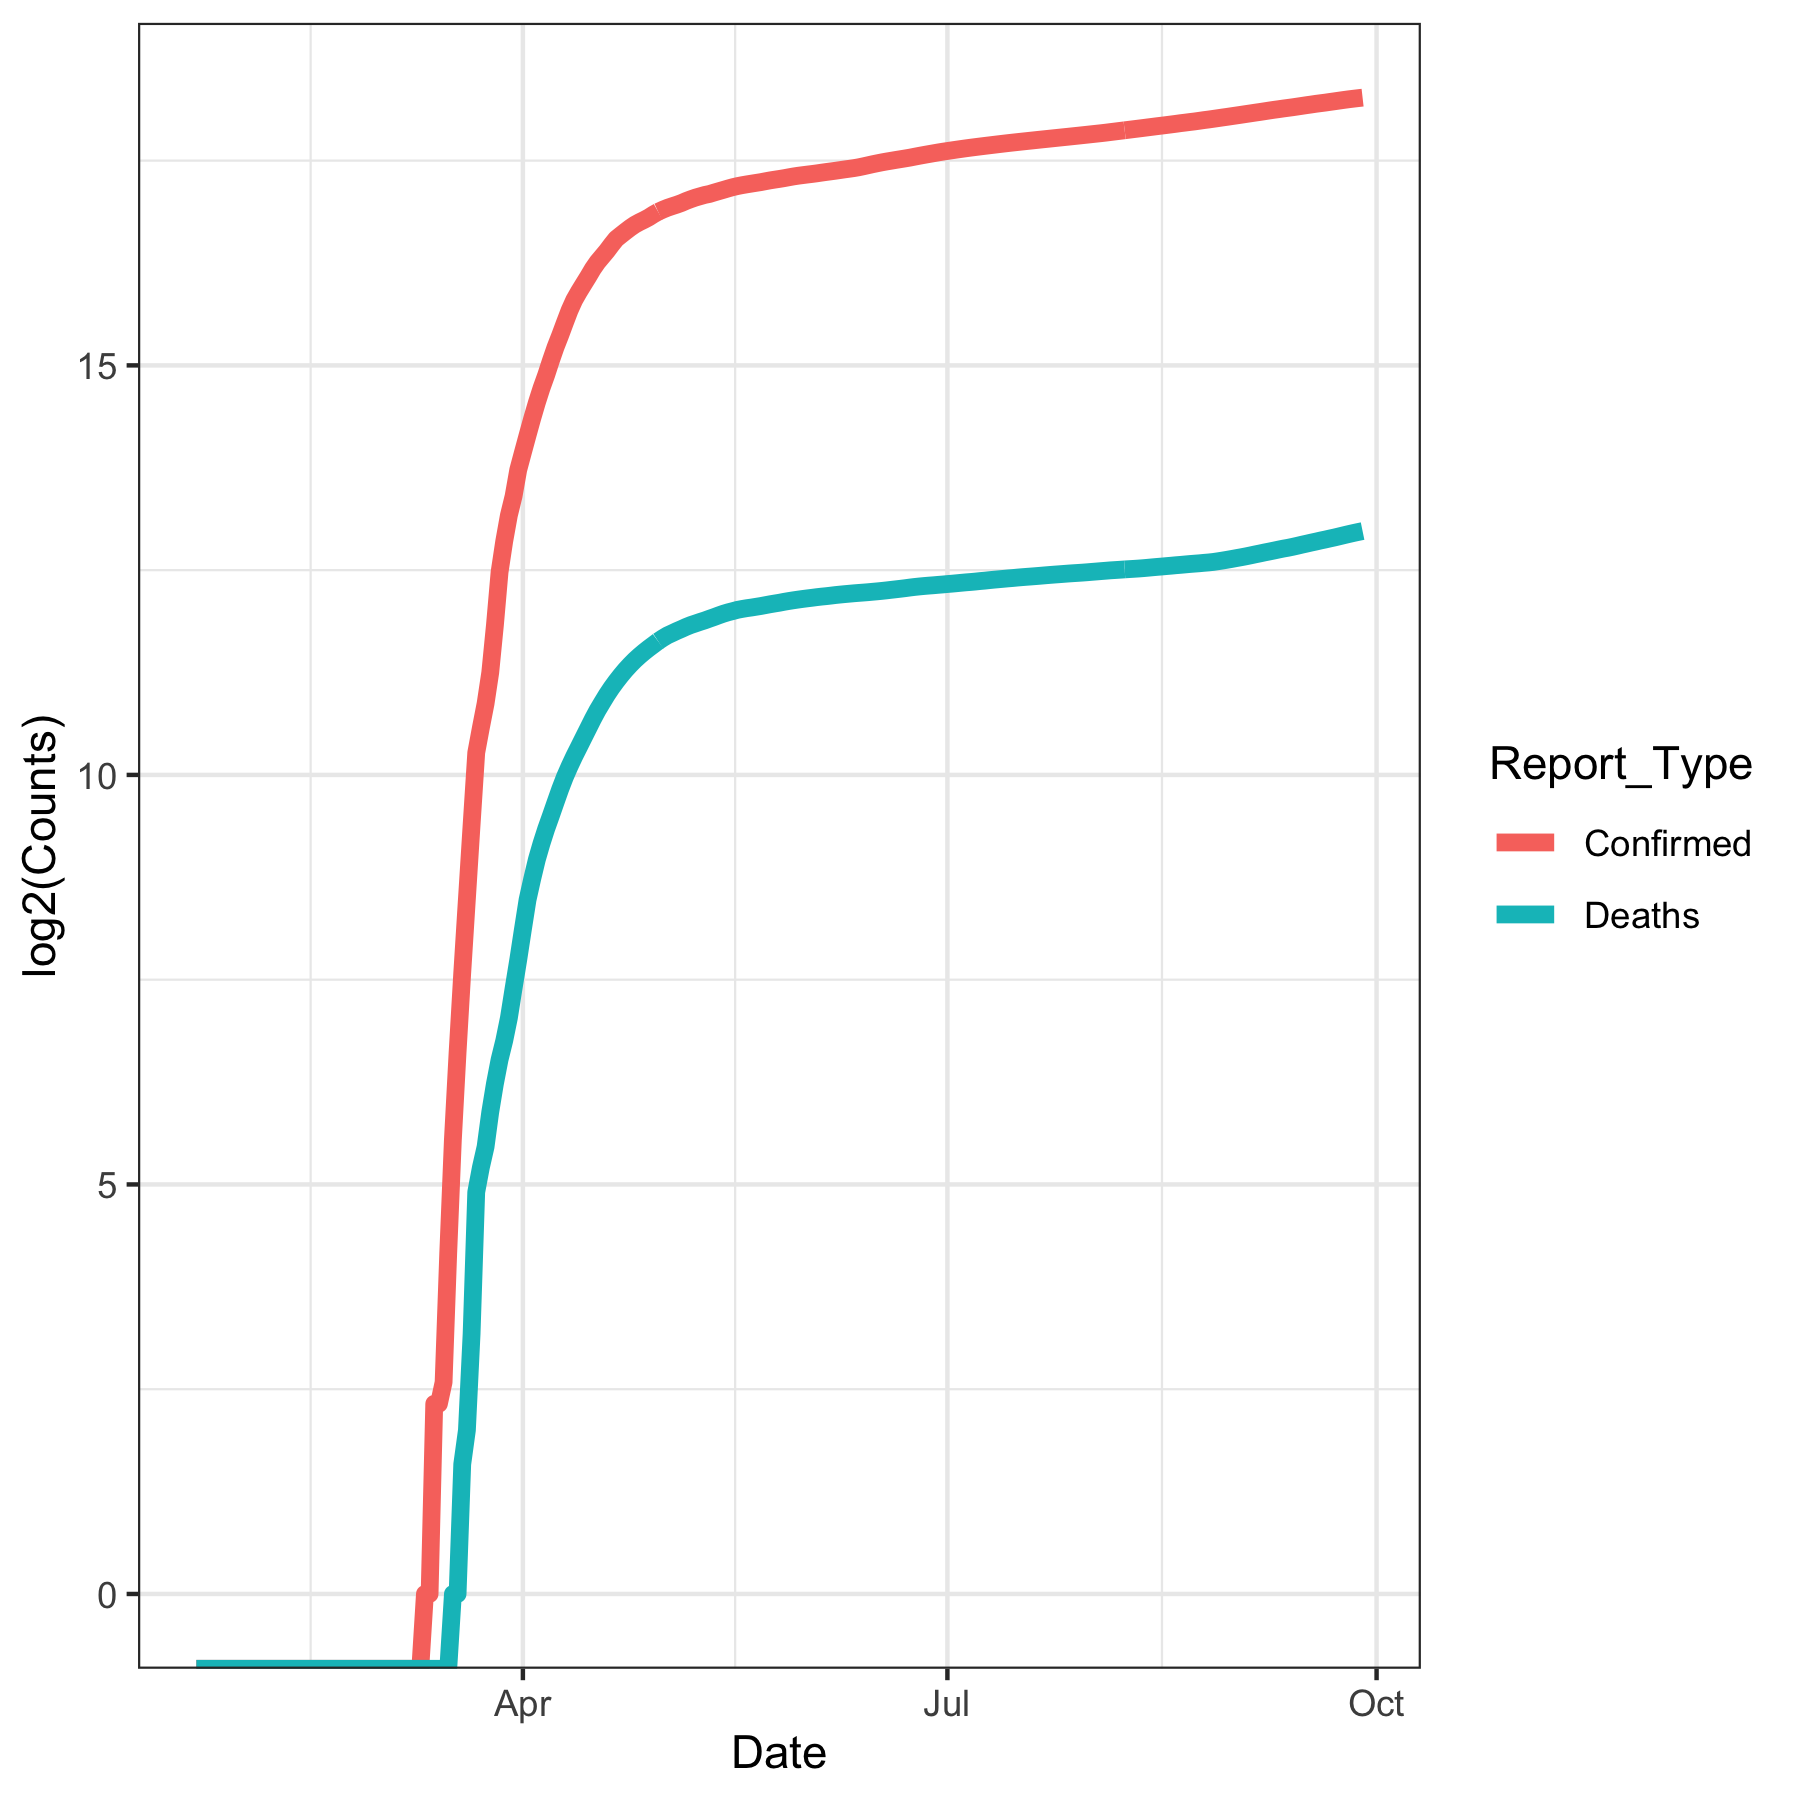 15
10
5
0
log2(Counts)
Apr
Jul
Oct
Date
Report_Type
Confirmed
Deaths